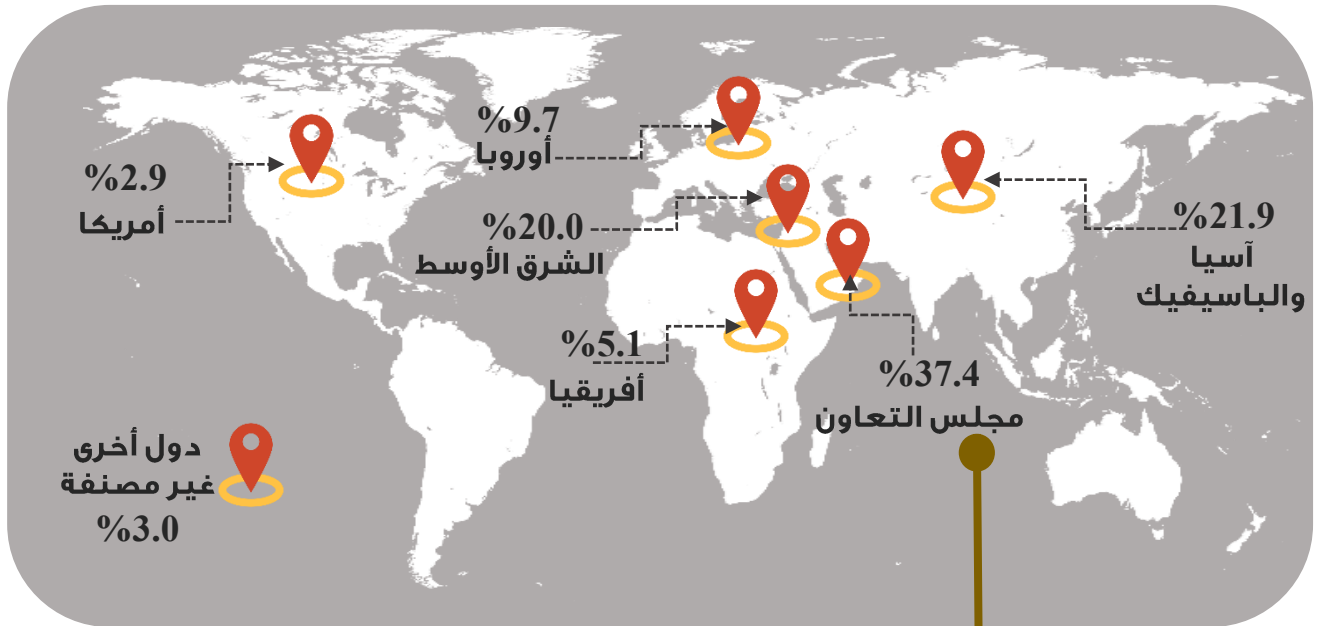 %9.7
أوروبا
%2.9
أمريكا
%20.0
الشرق الأوسط
%21.9
آسيا
والباسيفيك
%5.1
أفريقيا
%37.4
مجلس التعاون
دول أخرى
غير مصنفة
%3.0